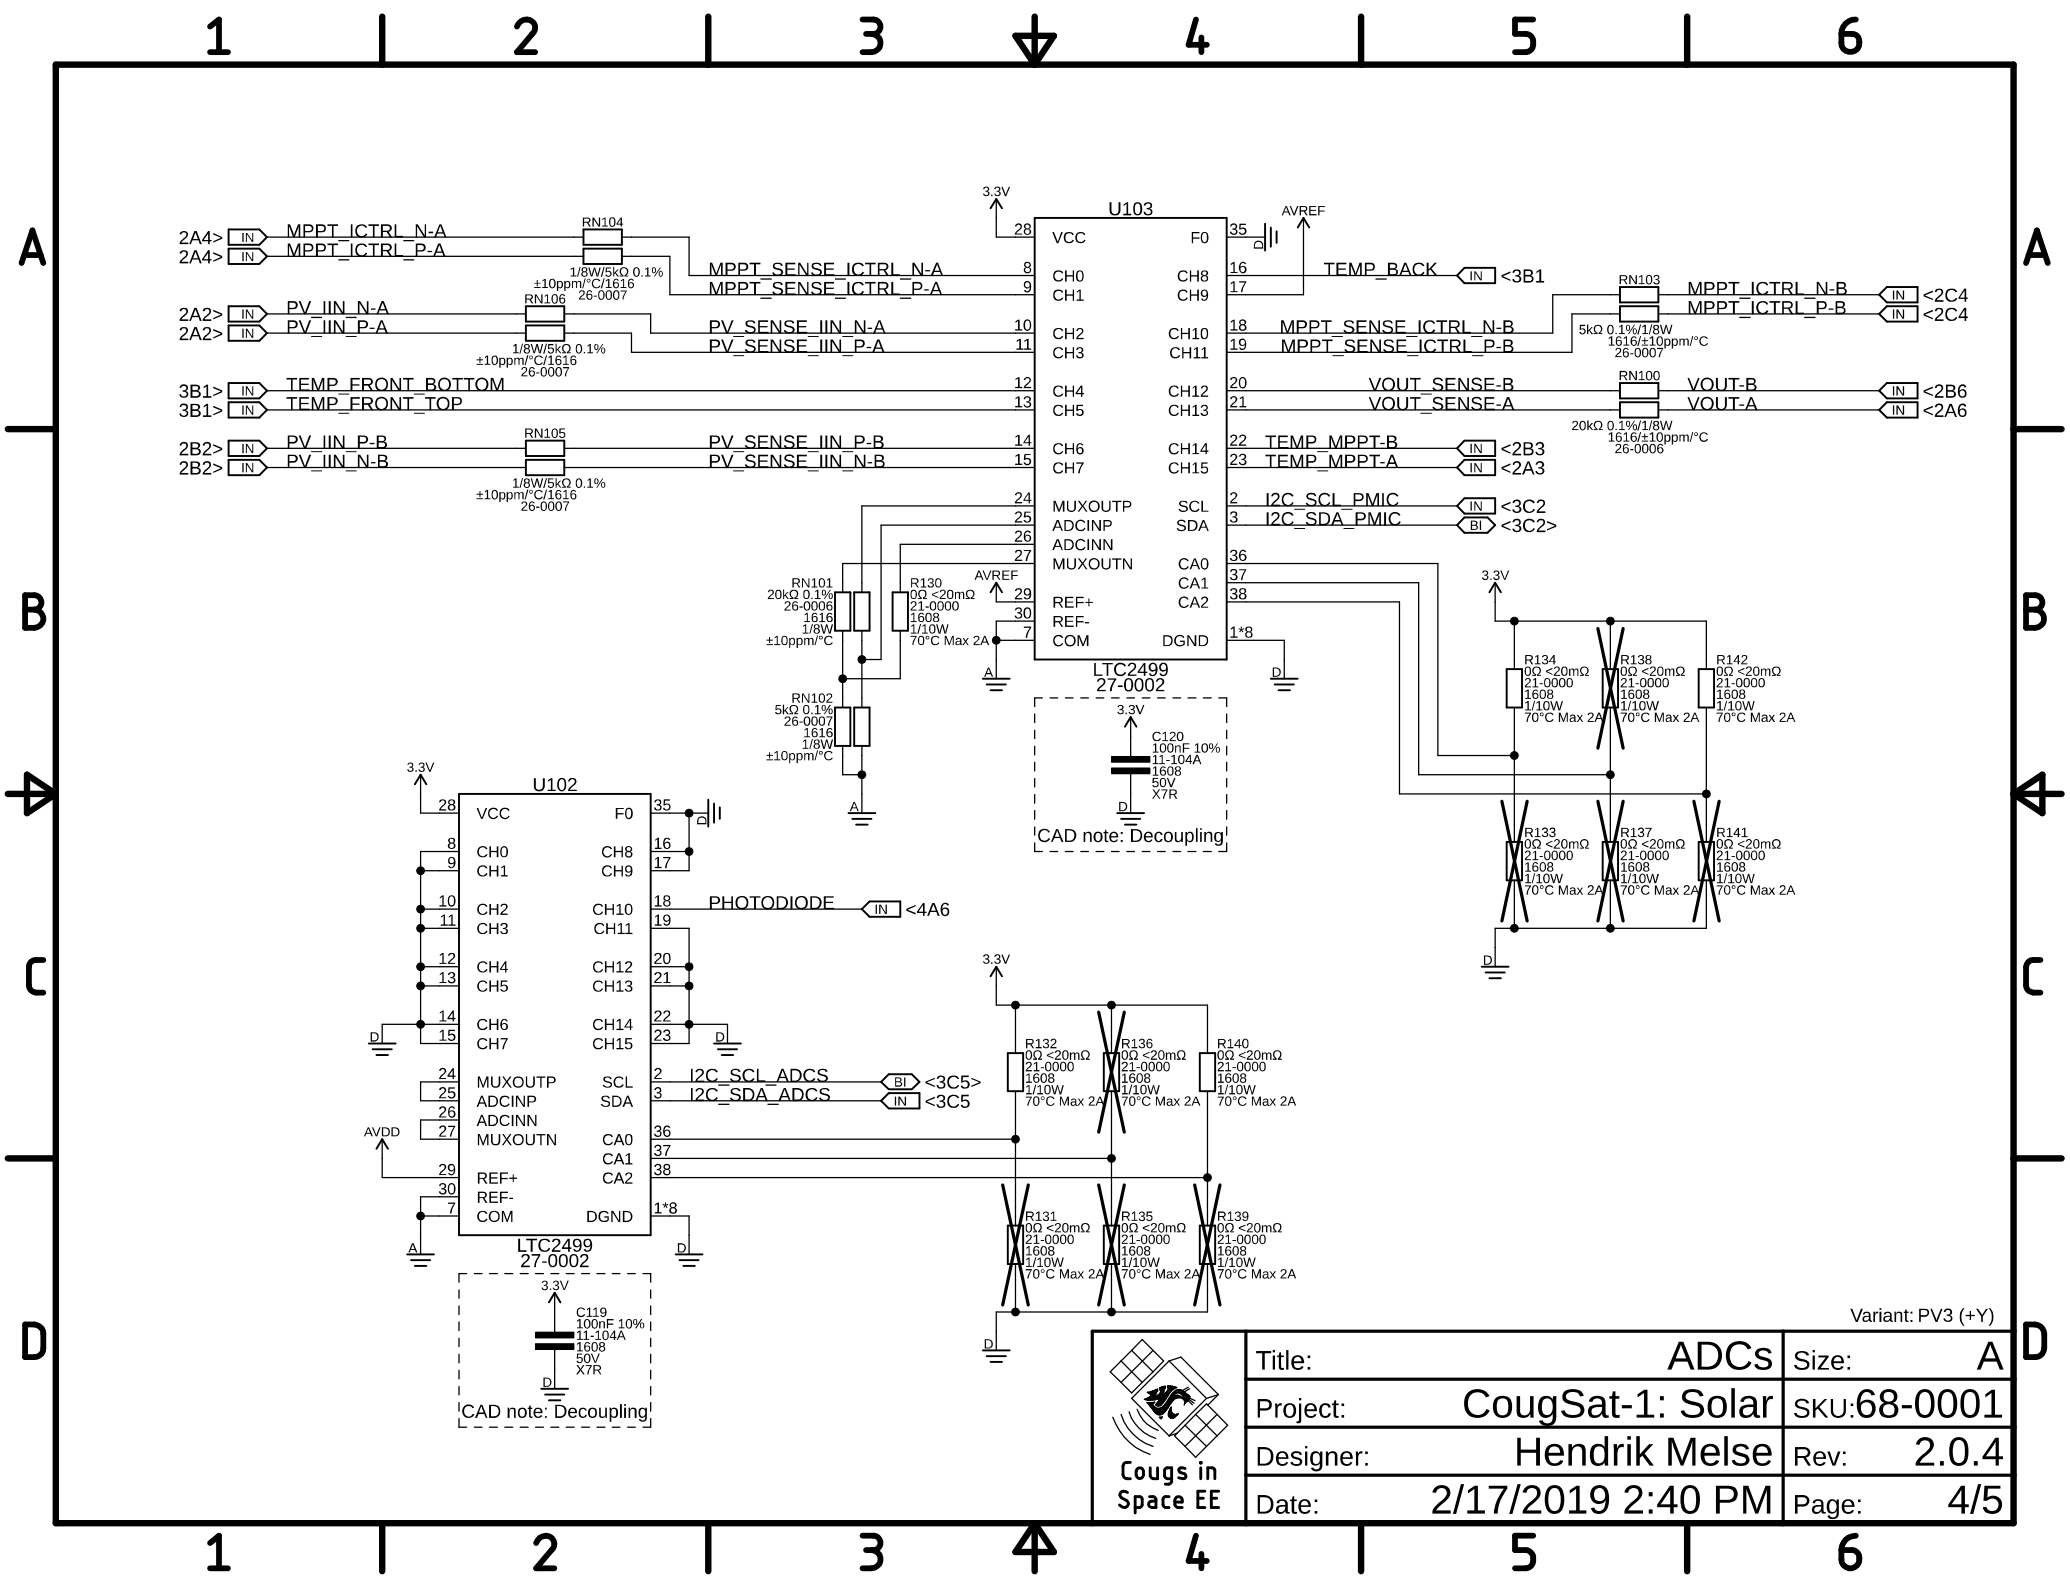 1 2 3 4 5 6
A A
B B
C C
D D
1 2 3 4 5 6
2A4> IN MPPT_ICTRL_N-A
2A4> IN MPPT_ICTRL_P-A
RN104
1/8W/5kΩ 0.1%
±10ppm/°C/1616
26-0007
MPPT_SENSE_ICTRL_N-A
MPPT_SENSE_ICTRL_P-A
2A2> IN PV_IIN_N-A
2A2> IN PV_IIN_P-A
RN106
1/8W/5kΩ 0.1%
±10ppm/°C/1616
26-0007
PV_SENSE_IIN_N-A
PV_SENSE_IIN_P-A
3B1> IN TEMP_FRONT_BOTTOM
3B1> IN TEMP_FRONT_TOP
2B2> IN PV_IIN_P-B
2B2> IN PV_IIN_N-B
RN105
1/8W/5kΩ 0.1%
±10ppm/°C/1616
26-0007
PV_SENSE_IIN_P-B
PV_SENSE_IIN_N-B
3.3V
U103
28 VCC F0 35 D
8 CH0 CH8 16
9 CH1 CH9 17
10 CH2 CH10 18
11 CH3 CH11 19
12 CH4 CH12 20
13 CH5 CH13 21
14 CH6 CH14 22
15 CH7 CH15 23
24 MUXOUTP SCL 2
25 ADCINP SDA 3
26 ADCINN
27 MUXOUTN CA0 36
CA1 37
29 REF+ CA2 38
30 REF-
7 COM DGND 1*8
LTC2499
27-0002
AVREF
A
D
AVREF
TEMP_BACK IN <3B1
MPPT_SENSE_ICTRL_N-B
MPPT_SENSE_ICTRL_P-B
RN103
5kΩ 0.1%/1/8W
1616/±10ppm/°C
26-0007
MPPT_ICTRL_N-B IN <2C4
MPPT_ICTRL_P-B IN <2C4
VOUT_SENSE-B
VOUT_SENSE-A
RN100
20kΩ 0.1%/1/8W
1616/±10ppm/°C
26-0006
VOUT-B IN <2B6
VOUT-A IN <2A6
TEMP_MPPT-B IN <2B3
TEMP_MPPT-A IN <2A3
I2C_SCL_PMIC IN <3C2
I2C_SDA_PMIC BI <3C2>
RN101
20kΩ 0.1%
26-0006
1616
1/8W
±10ppm/°C
R130
0Ω <20mΩ
21-0000
1608
1/10W
70°C Max 2A
RN102
5kΩ 0.1%
26-0007
1616
1/8W
±10ppm/°C
A
3.3V
C120
100nF 10%
11-104A
1608
50V
X7R
D
CAD note: Decoupling
3.3V
R134
0Ω <20mΩ
21-0000
1608
1/10W
70°C Max 2A
R138
0Ω <20mΩ
21-0000
1608
1/10W
70°C Max 2A
R142
0Ω <20mΩ
21-0000
1608
1/10W
70°C Max 2A
R133
0Ω <20mΩ
21-0000
1608
1/10W
70°C Max 2A
R137
0Ω <20mΩ
21-0000
1608
1/10W
70°C Max 2A
R141
0Ω <20mΩ
21-0000
1608
1/10W
70°C Max 2A
D
3.3V
U102
28 VCC F0 35 D
8 CH0 CH8 16
9 CH1 CH9 17
10 CH2 CH10 18
11 CH3 CH11 19
12 CH4 CH12 20
13 CH5 CH13 21
14 CH6 CH14 22
15 CH7 CH15 23
D
D
24 MUXOUTP SCL 2
25 ADCINP SDA 3
26 ADCINN
27 MUXOUTN CA0 36
CA1 37
29 REF+ CA2 38
30 REF-
7 COM DGND 1*8
LTC2499
27-0002
AVDD
A
D
PHOTODIODE IN <4A6
I2C_SCL_ADCS BI <3C5>
I2C_SDA_ADCS IN <3C5
3.3V
C119
100nF 10%
11-104A
1608
50V
X7R
D
CAD note: Decoupling
3.3V
R132
0Ω <20mΩ
21-0000
1608
1/10W
70°C Max 2A
R136
0Ω <20mΩ
21-0000
1608
1/10W
70°C Max 2A
R140
0Ω <20mΩ
21-0000
1608
1/10W
70°C Max 2A
R131
0Ω <20mΩ
21-0000
1608
1/10W
70°C Max 2A
R135
0Ω <20mΩ
21-0000
1608
1/10W
70°C Max 2A
R139
0Ω <20mΩ
21-0000
1608
1/10W
70°C Max 2A
D
Variant: PV3 (+Y)
Cougs in
Space EE
Title: ADCs Size: A
Project: CougSat-1: Solar SKU: 68-0001
Designer: Hendrik Melse Rev: 2.0.4
Date: 2/17/2019 2:40 PM Page: 4/5